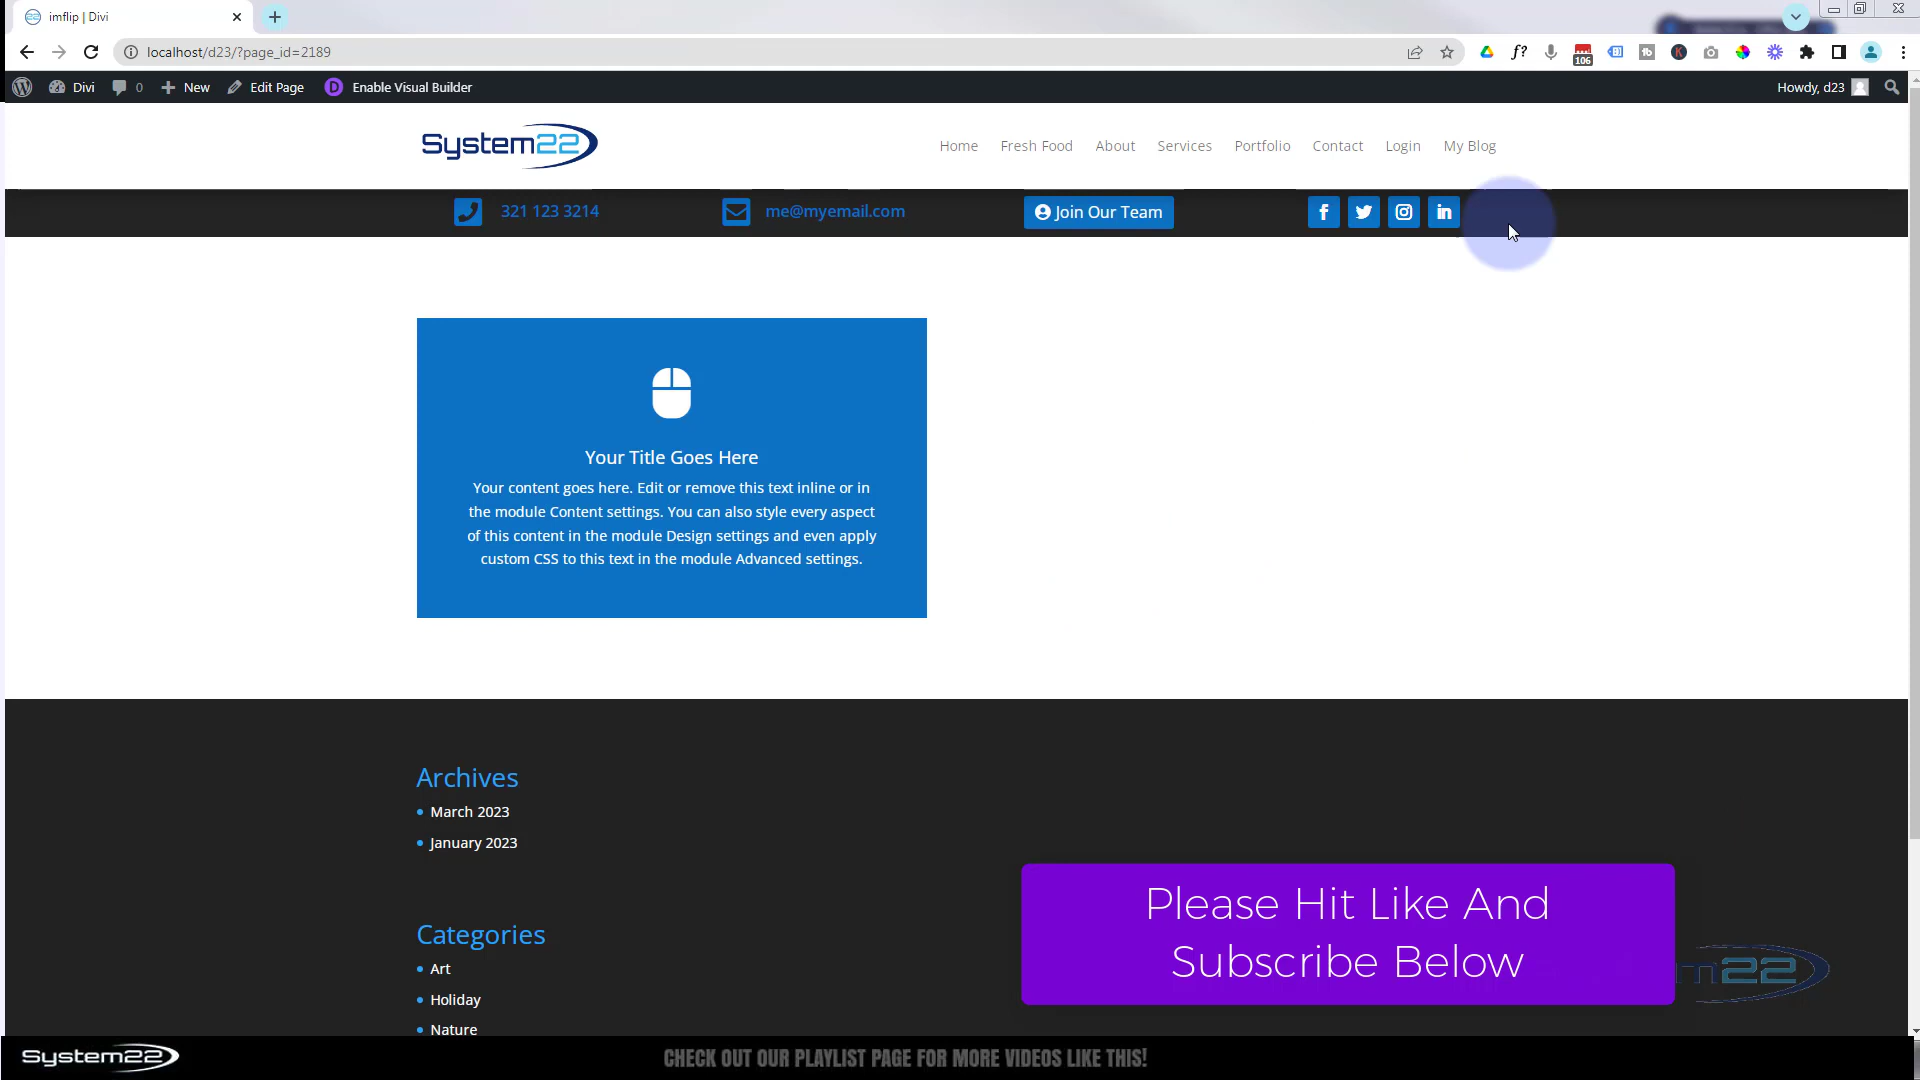 imflip | Divi
localhost/d23/?page_id=2189
f?
106
Divi
0
New
Edit Page
D
Enable Visual Builder
Howdy, d23
System22
Home
Fresh Food
About
Services
Portfolio
Contact
Login
My Blog
321 123 3214
me@myemail.com
Join Our Team
Your Title Goes Here
Your content goes here. Edit or remove this text inline or in
the module Content settings. You can also style every aspect
of this content in the module Design settings and even apply
custom CSS to this text in the module Advanced settings.
Archives
March 2023
January 2023
Categories
Art
Holiday
Nature
Please Hit Like And
Subscribe Below
m22
System22
CHECK OUT OUR PLAYLIST PAGE FOR MORE VIDEOS LIKE THIS!